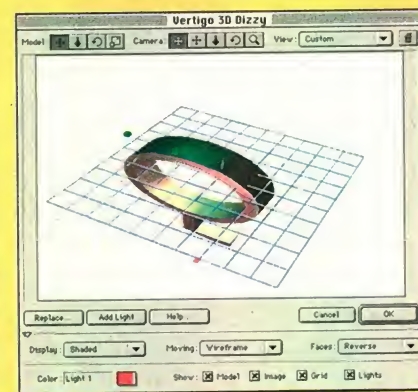 Vertigo 3D Dizzy
Model: Camera: View: Custom
Replace... Add Light Help... Cancel OK
Display: Shaded Moving: Wireframe Faces: Reverse
Color: Light 1 Show: Model Image Grid Lights